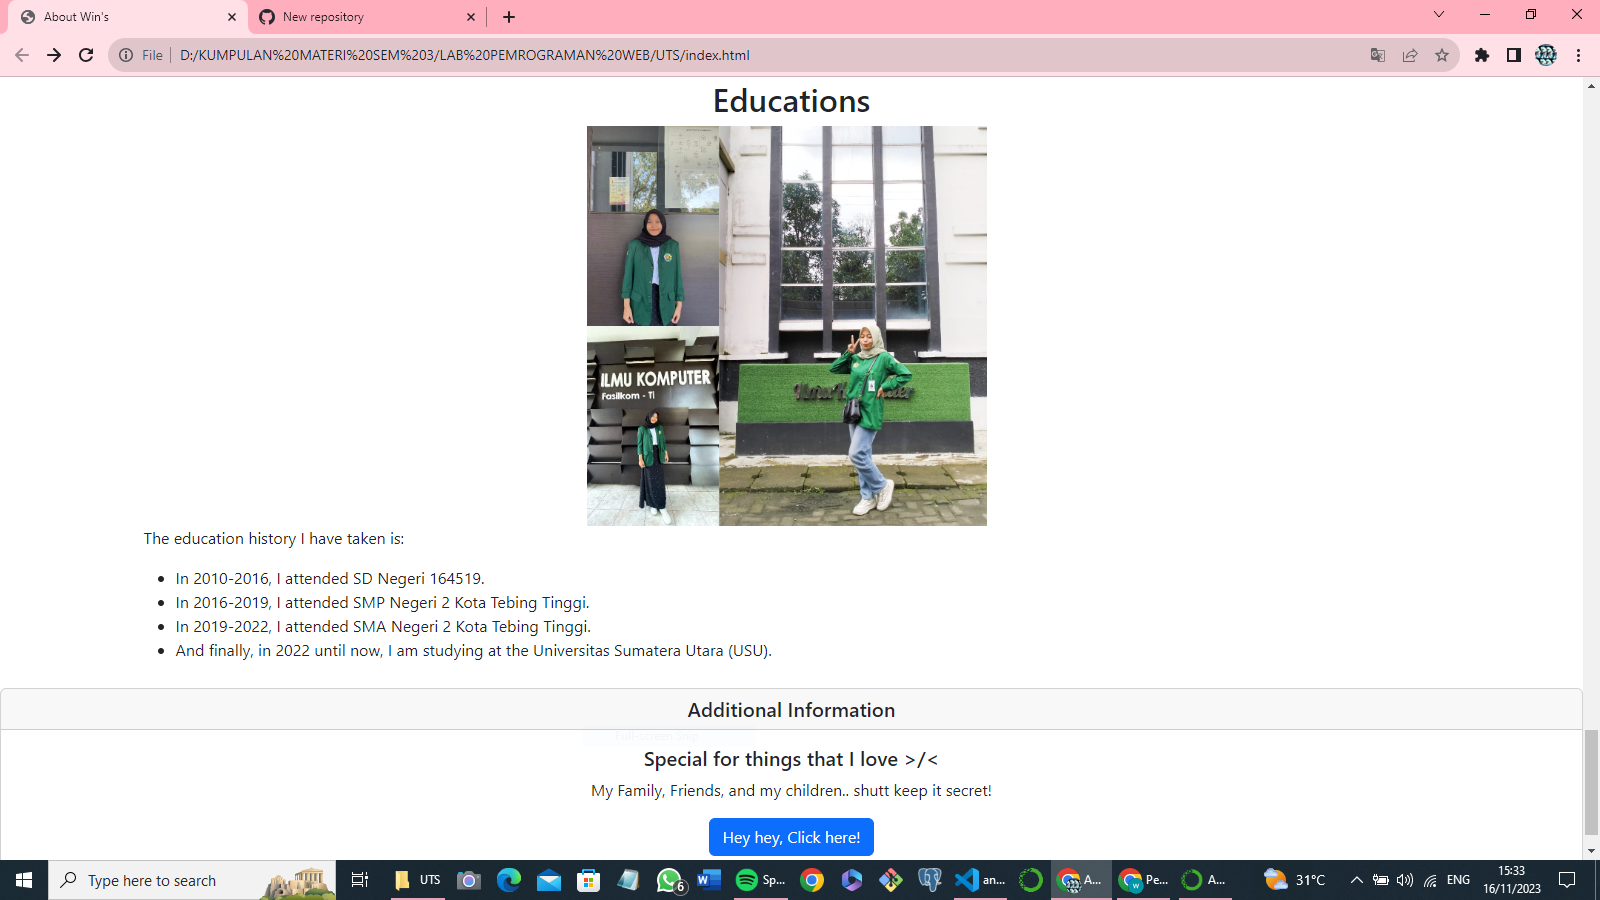 About Win's
New repository
File
D:/KUMPULAN%20MATERI%20SEM%203/LAB%20PEMROGRAMAN%20WEB/UTS/index.html
Educations
ILMU KOMPUTER
Fasilkom - TI
The education history I have taken is:
In 2010-2016, I attended SD Negeri 164519.
In 2016-2019, I attended SMP Negeri 2 Kota Tebing Tinggi.
In 2019-2022, I attended SMA Negeri 2 Kota Tebing Tinggi.
And finally, in 2022 until now, I am studying at the Universitas Sumatera Utara (USU).
Additional Information
Special for things that I love >/<
My Family, Friends, and my children.. shutt keep it secret!
Hey hey, Click here!
Type here to search
UTS
6
Sp...
an...
A...
Pe...
A...
31°C
ENG
15:33
16/11/2023